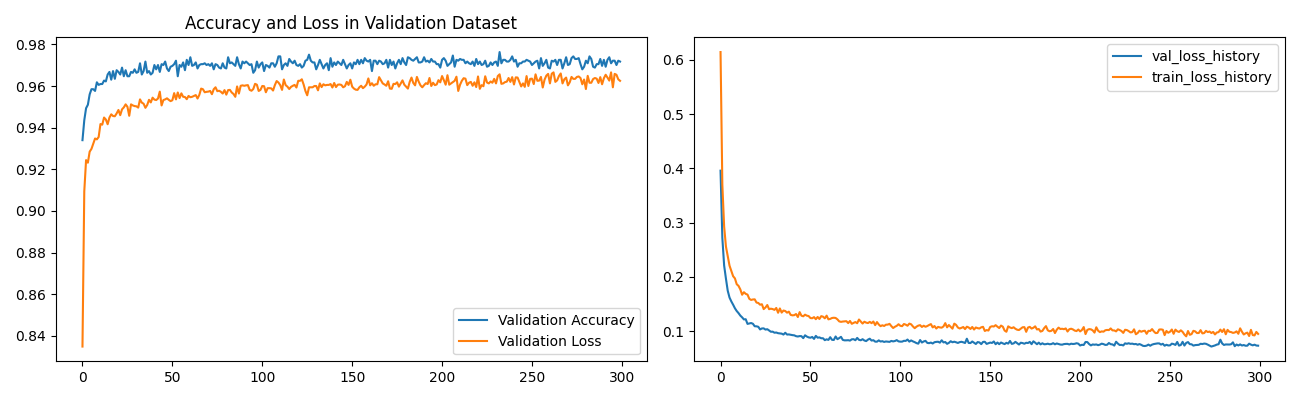 Accuracy and Loss in Validation Dataset
0.98
0.96
0.94
0.92
0.90
0.88
0.86
0.84
Validation Accuracy
Validation Loss
0 50 100 150 200 250 300
val_loss_history
train_loss_history
0.6
0.5
0.4
0.3
0.2
0.1
0 50 100 150 200 250 300